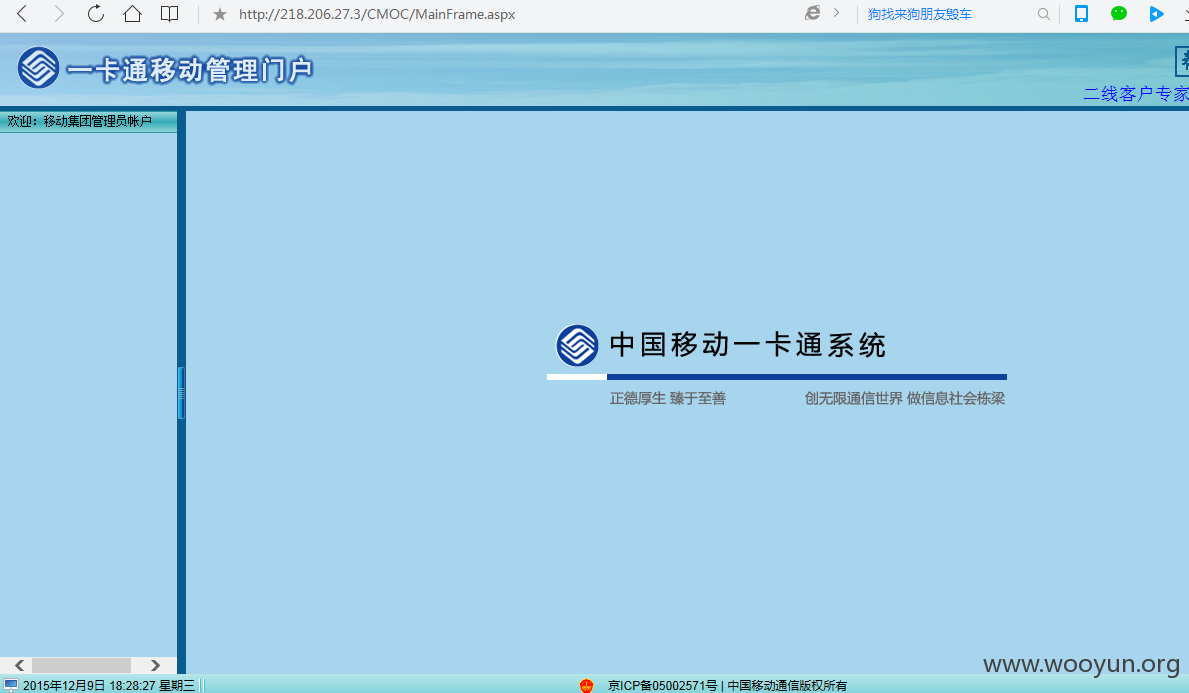 http://218.206.27.3/CMOC/MainFrame.aspx
狗找来狗朋友毁车
一卡通移动管理门户
二线客户专家
欢迎：移动集团管理员帐户
中国移动一卡通系统
正德厚生 臻于至善 创无限通信世界 做信息社会栋梁
www.wooyun.org
2015年12月9日 18:28:27 星期三
京ICP备05002571号 | 中国移动通信版权所有